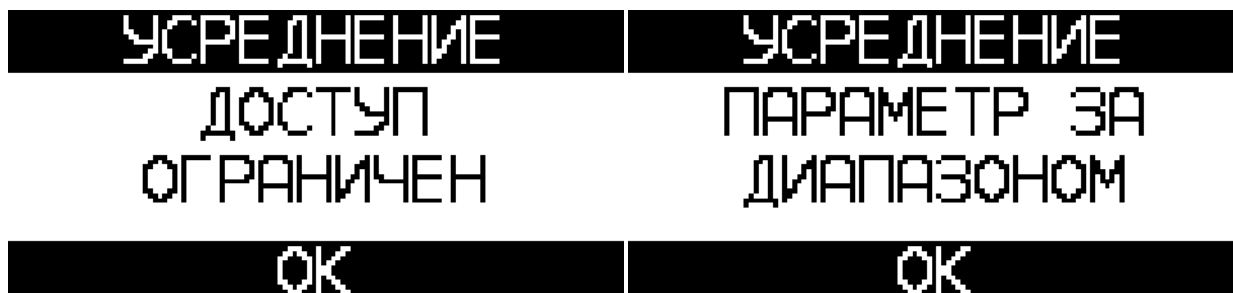 УСРЕДНЕНИЕ
ДОСТУП
ОГРАНИЧЕН
OK
УСРЕДНЕНИЕ
ПАРАМЕТР ЗА
ДИАПАЗОНОМ
OK